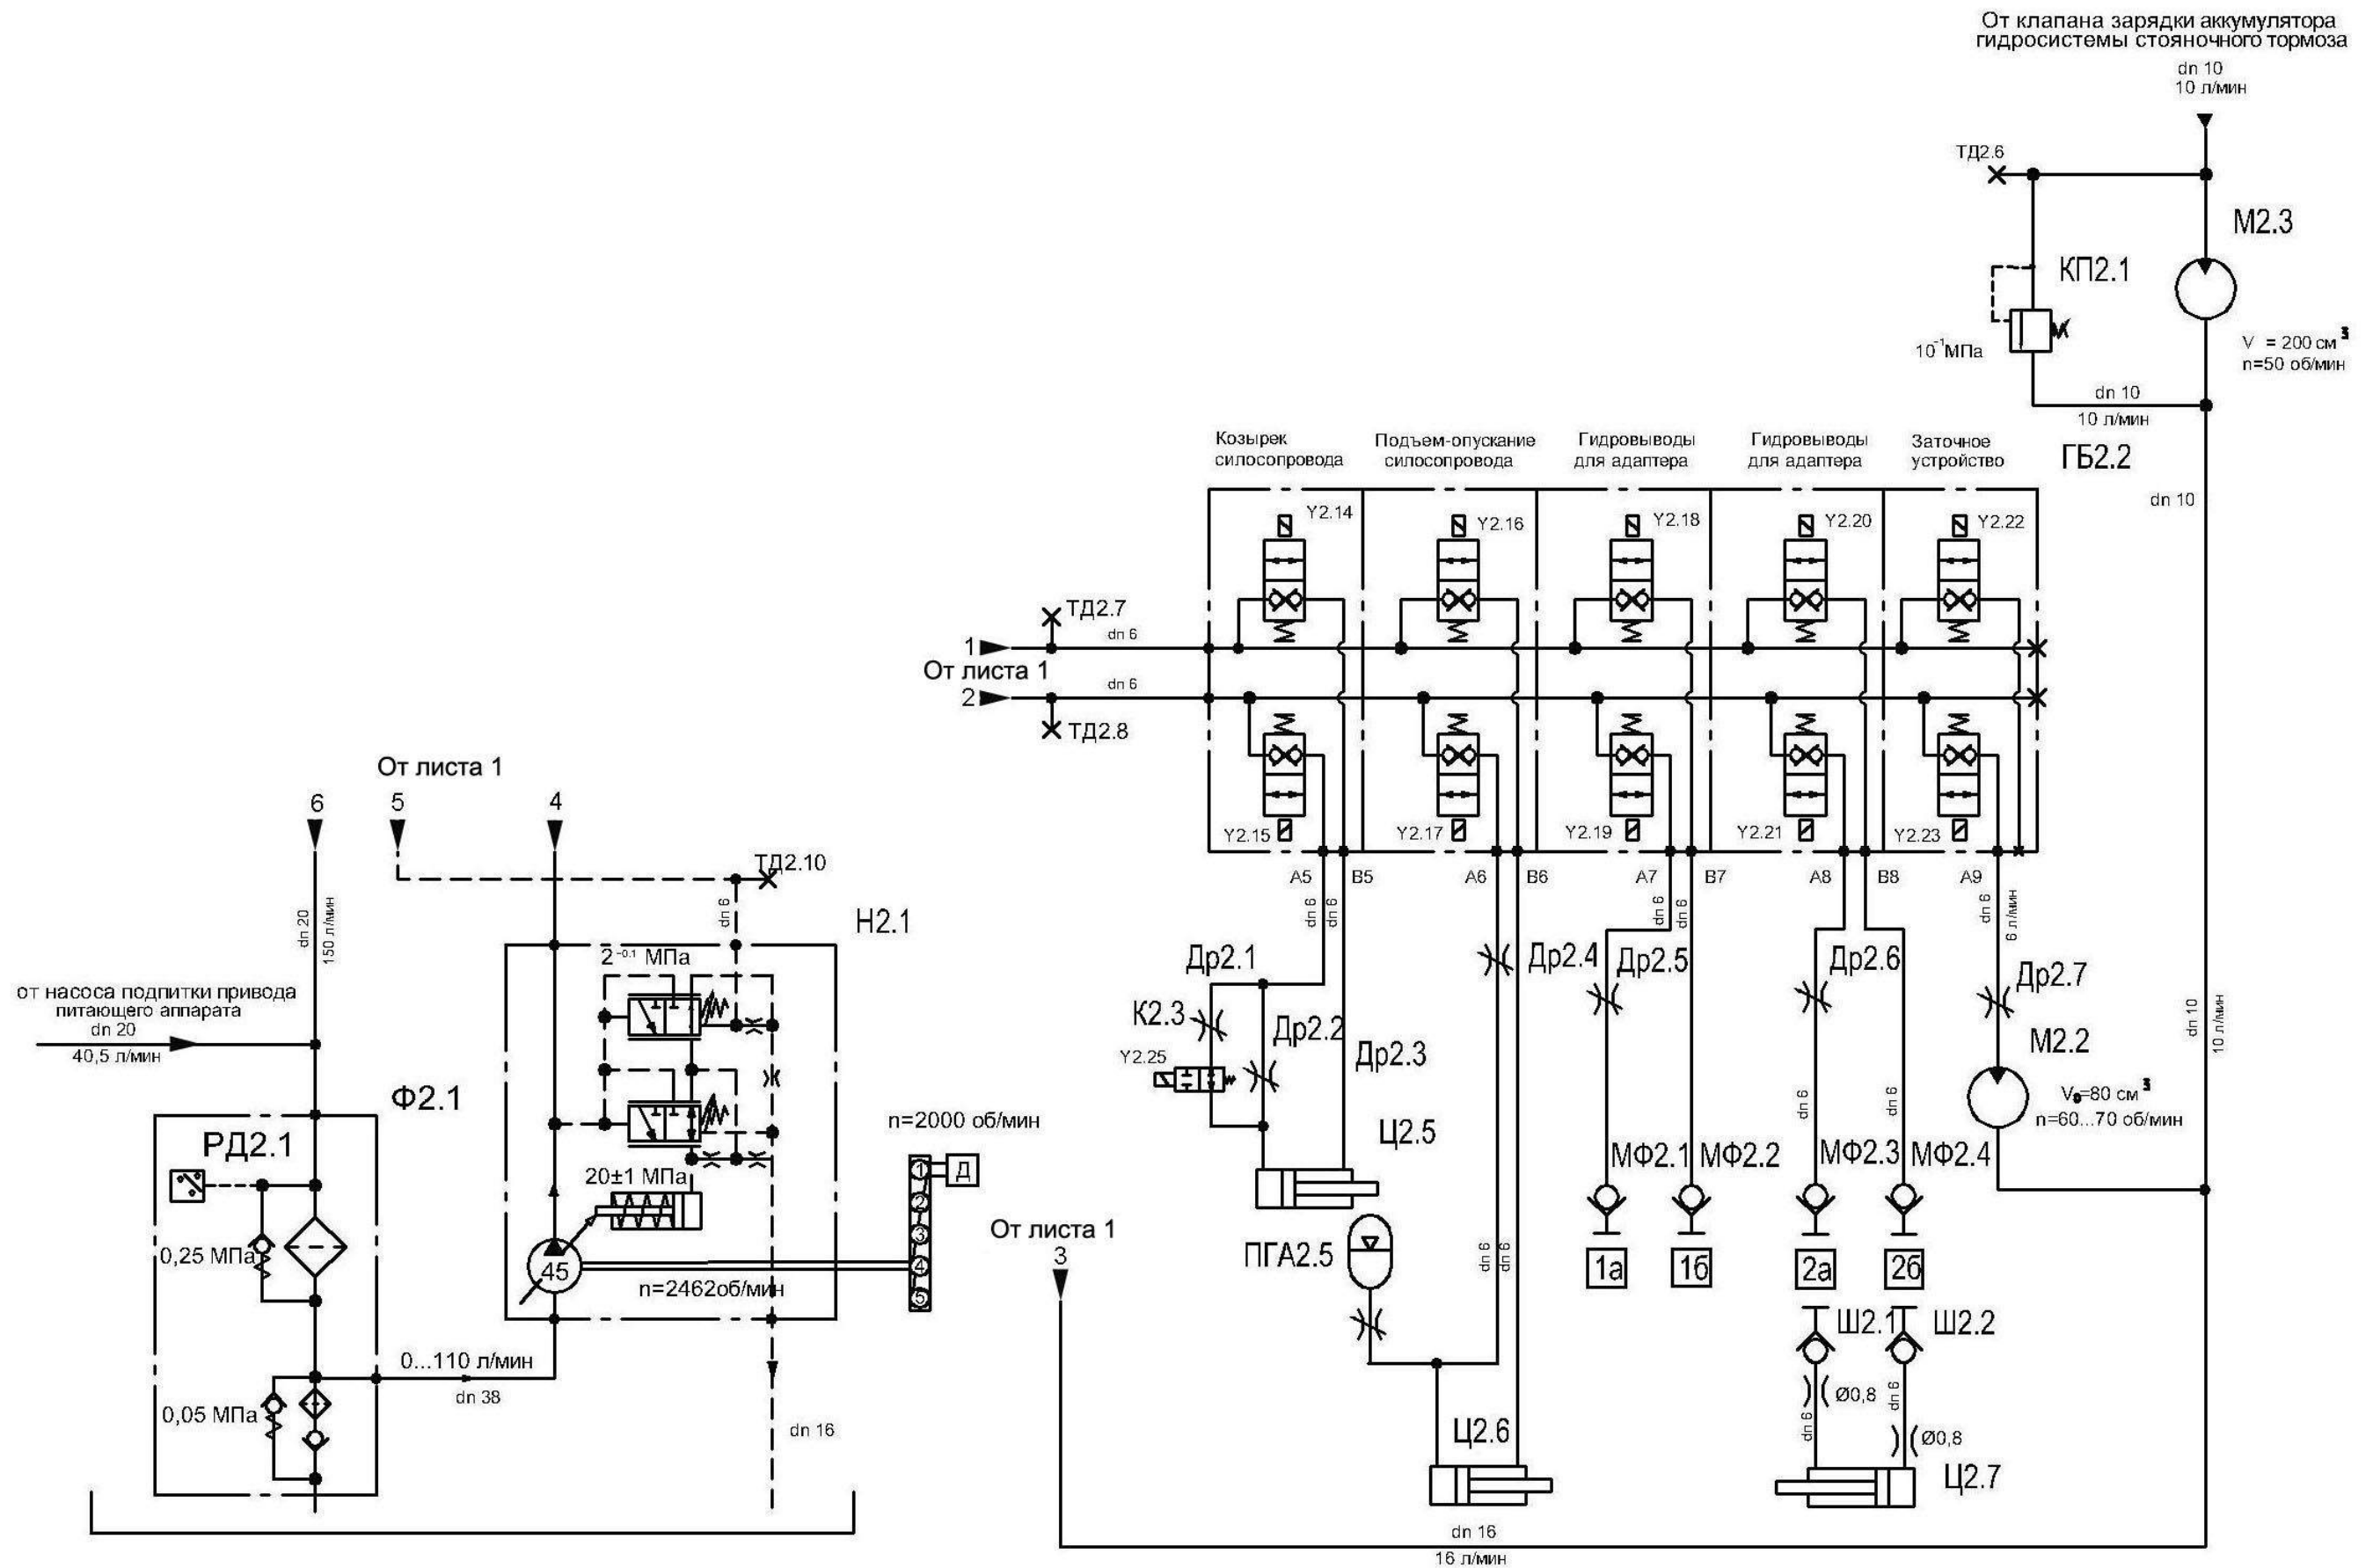 От клапана зарядки аккумулятора
гидросистемы стояночного тормоза
dn 10
10 л/мин
ТД2.6
М2.3
КП2.1
10⁻¹МПа
V = 200 см³
n=50 об/мин
dn 10
10 л/мин
ГБ2.2
dn 10
Козырек
силосопровода
Подъем-опускание
силосопровода
Гидровыводы
для адаптера
Гидровыводы
для адаптера
Заточное
устройство
Y2.14
Y2.16
Y2.18
Y2.20
Y2.22
ТД2.7
dn 6
1
От листа 1
2
dn 6
ТД2.8
Y2.15
Y2.17
Y2.19
Y2.21
Y2.23
A5
B5
A6
B6
A7
B7
A8
B8
A9
dn 6
dn 6
dn 6
dn 6
dn 6
6 л/мин
От листа 1
6
5
4
ТД2.10
dn 6
Н2.1
dn 20
150 л/мин
2⁻⁰·¹ МПа
от насоса подпитки привода
питающего аппарата
dn 20
40,5 л/мин
Ф2.1
РД2.1
0,25 МПа
0,05 МПа
20±1 МПа
45
n=2462об/мин
n=2000 об/мин
1
Д
2
3
4
5
0...110 л/мин
dn 38
dn 16
Др2.1
К2.3
Y2.25
Др2.2
Др2.3
Ц2.5
Др2.4
Др2.5
Др2.6
Др2.7
М2.2
V =80 см³
n=60...70 об/мин
dn 10
10 л/мин
dn 6
dn 6
МФ2.1
МФ2.2
МФ2.3
МФ2.4
1а
1б
2а
2б
ПГА2.5
dn 6
dn 6
От листа 1
3
Ш2.1
Ш2.2
Ø0,8
dn 6
dn 6
Ø0,8
Ц2.6
Ц2.7
dn 16
16 л/мин